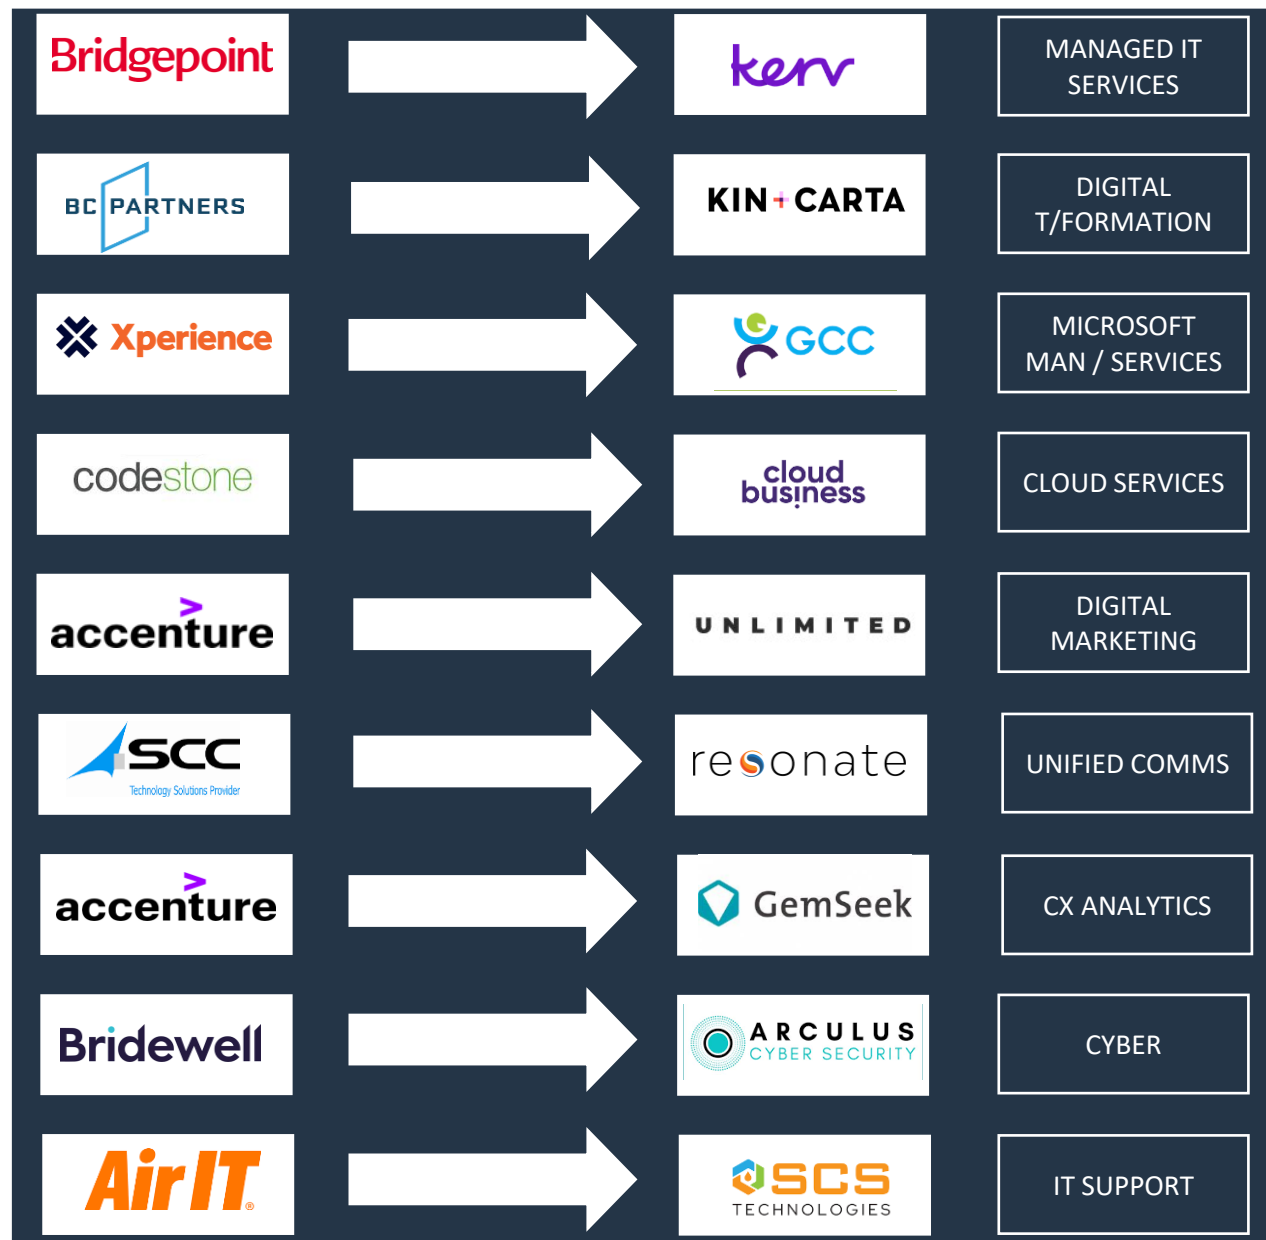 Bridgepoint
kerv
MANAGED IT
SERVICES
BC PARTNERS
KIN+CARTA
DIGITAL
T/FORMATION
Xperience
GCC
MICROSOFT
MAN / SERVICES
codestone
cloud
business
CLOUD SERVICES
accenture
UNLIMITED
DIGITAL
MARKETING
SCC
Technology Solutions Provider
resonate
UNIFIED COMMS
accenture
GemSeek
CX ANALYTICS
Bridewell
ARCULUS
CYBER SECURITY
CYBER
Air IT®
SCS
TECHNOLOGIES
IT SUPPORT